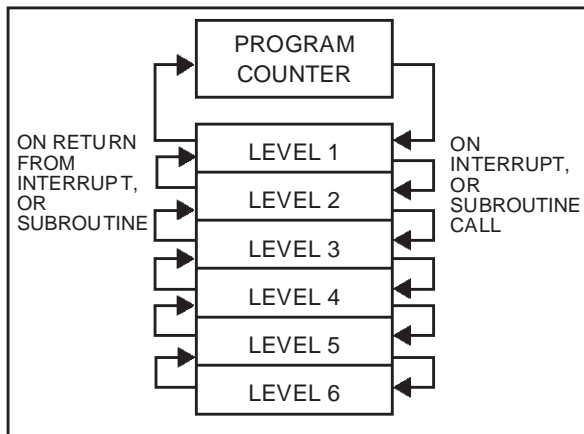 PROGRAM
COUNTER
ON RETURN
FROM
INTERRUPT,
OR
SUBROUTINE
LEVEL 1
LEVEL 2
LEVEL 3
LEVEL 4
LEVEL 5
LEVEL 6
ON
INTERRUPT,
OR
SUBROUTINE
CALL